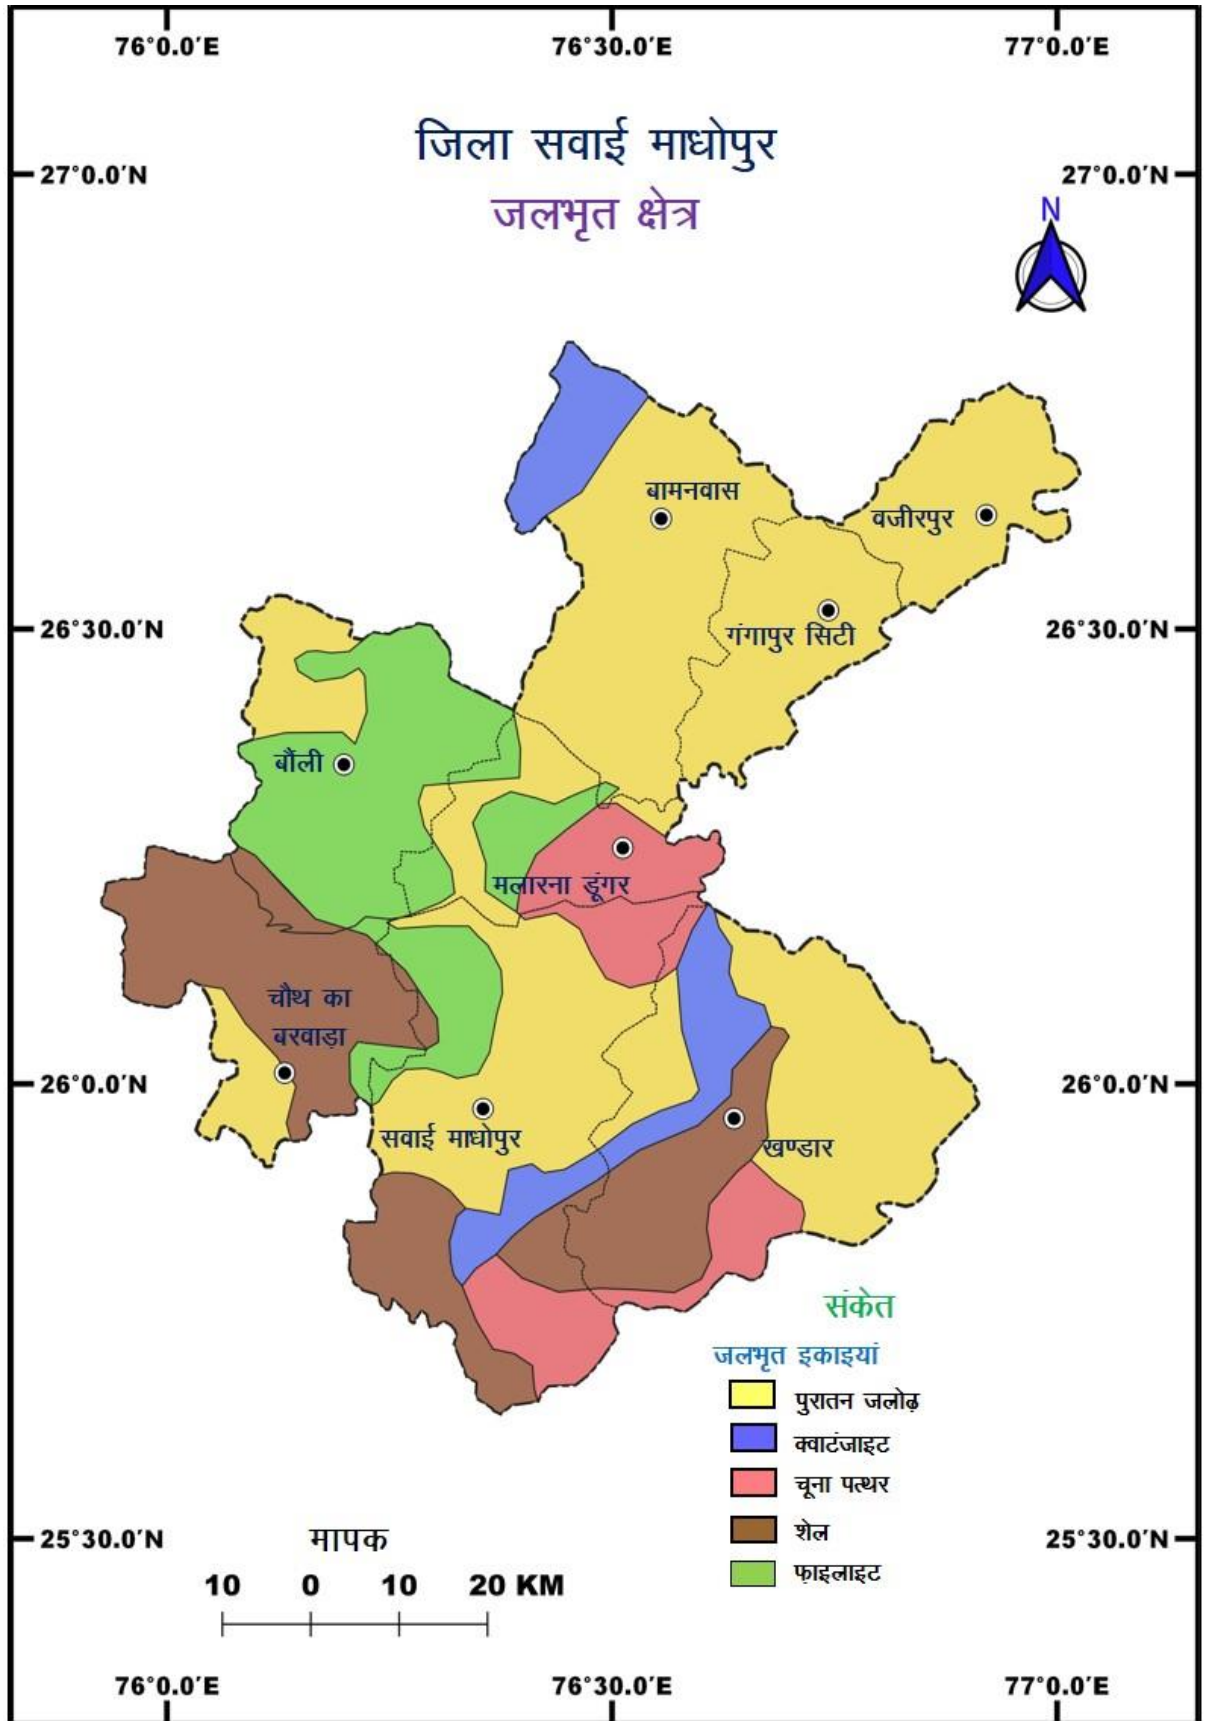 76°0.0'E 76°30.0'E 77°0.0'E
जिला सवाई माधोपुर
27°0.0'N 27°0.0'N
जलभृत क्षेत्र
N
बामनवास
वजीरपुर
26°30.0'N 26°30.0'N
गंगापुर सिटी
बौंली
मलारना डूंगर
चौथ का
बरवाड़ा
26°0.0'N 26°0.0'N
सवाई माधोपुर
खण्डार
संकेत
जलभृत इकाइयां
पुरातन जलोढ़
क्वाटंजाइट
चूना पत्थर
शेल
फ़ाइलाइट
25°30.0'N 25°30.0'N
मापक
10 0 10 20 KM
76°0.0'E 76°30.0'E 77°0.0'E